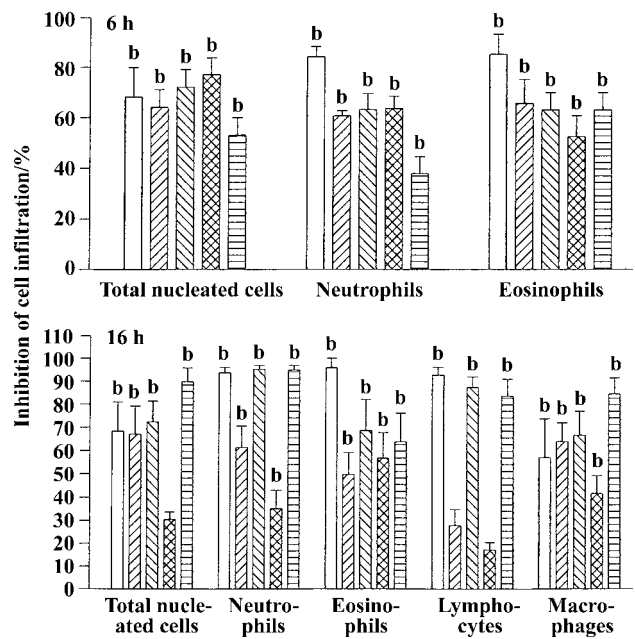 Inhibition of cell infiltration/%
6 h
100
80
60
40
20
0
b b b b b
b b b b b
b b b b b
Total nucleated cells
Neutrophils
Eosinophils
16 h
110
100
90
80
70
60
50
40
30
20
10
0
b b b b
b b b b b
b b b b b
b b b
b b b b b
Total nucle-
ated cells
Neutro-
phils
Eosino-
phils
Lympho-
cytes
Macro-
phages